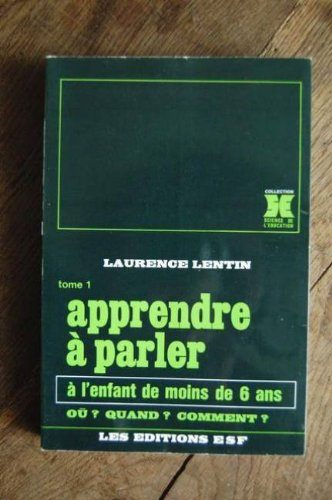 COLLECTION
SCIENCE DE
L'EDUCATION
LAURENCE LENTIN
tome 1
apprendre
à parler
à l'enfant de moins de 6 ans
OÙ ? QUAND ? COMMENT ?
LES EDITIONS ESF